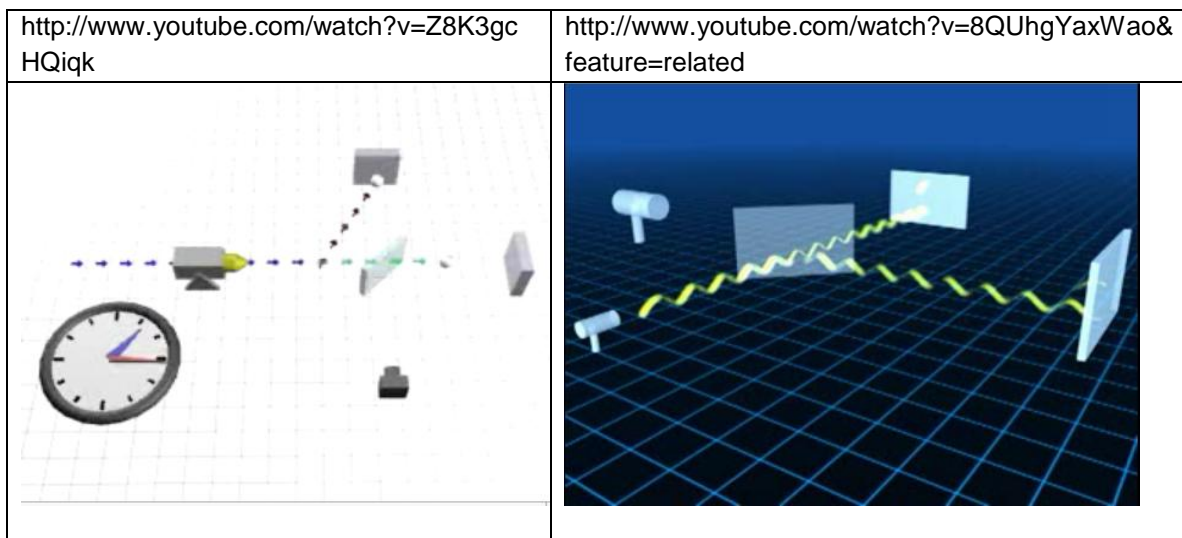 http://www.youtube.com/watch?v=Z8K3gc
HQiqk
http://www.youtube.com/watch?v=8QUhgYaxWao&
feature=related